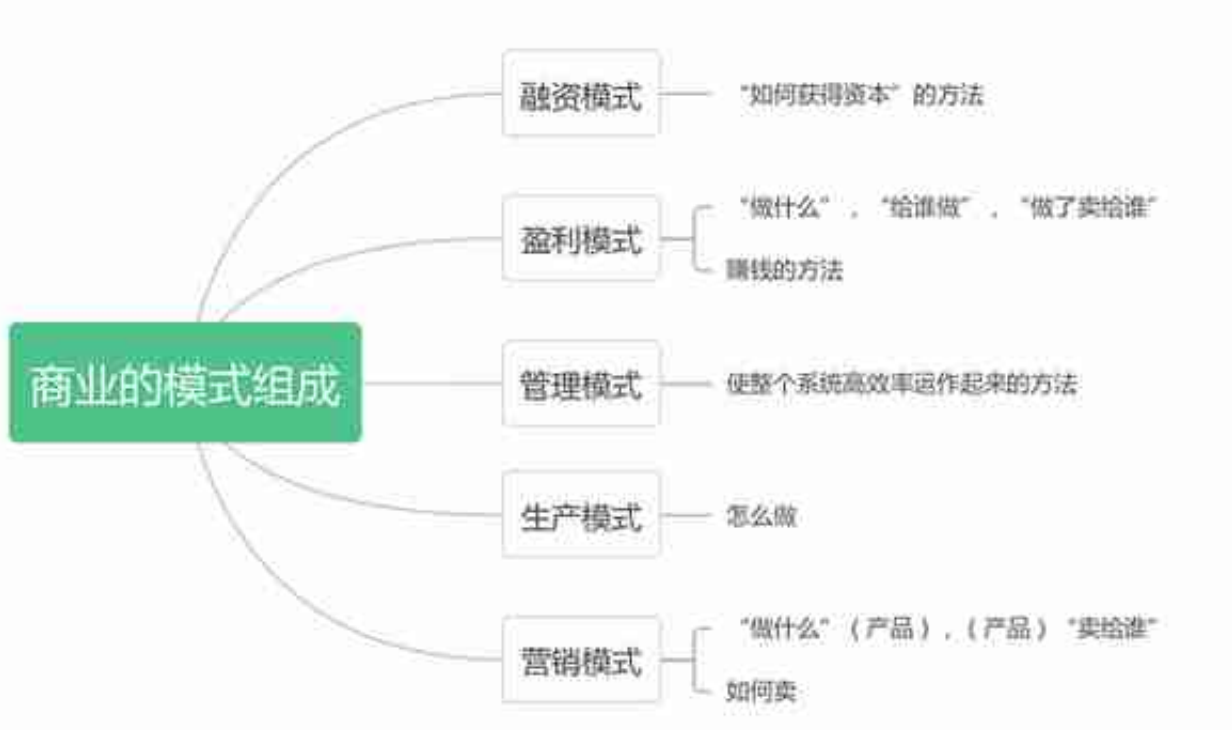 商业的模式组成
融资模式
“如何获得资本”的方法
盈利模式
“做什么”，“给谁做”，“做了卖给谁”
赚钱的方法
管理模式
使整个系统高效率运作起来的方法
生产模式
怎么做
营销模式
“做什么”（产品），（产品）“卖给谁”
如何卖